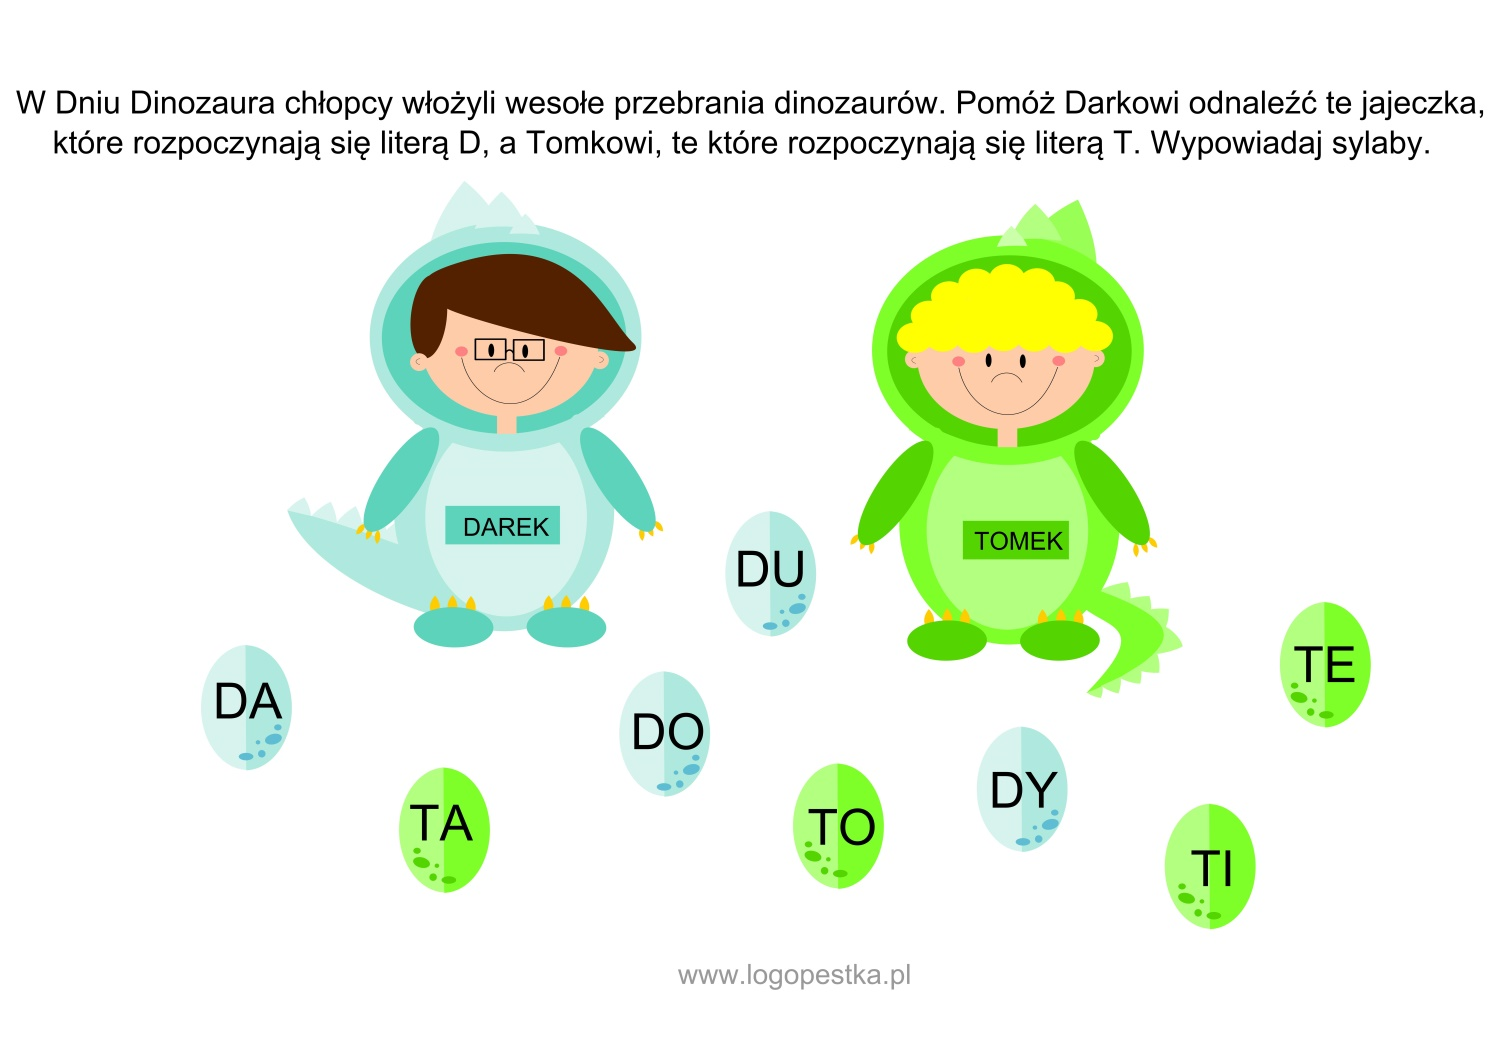 W Dniu Dinozaura chłopcy włożyli wesołe przebrania dinozaurów. Pomóż Darkowi odnaleźć te jajeczka,
które rozpoczynają się literą D, a Tomkowi, te które rozpoczynają się literą T. Wypowiadaj sylaby.
DAREK
TOMEK
DU
TE
DA
DO
DY
TA
TO
TI
www.logopestka.pl